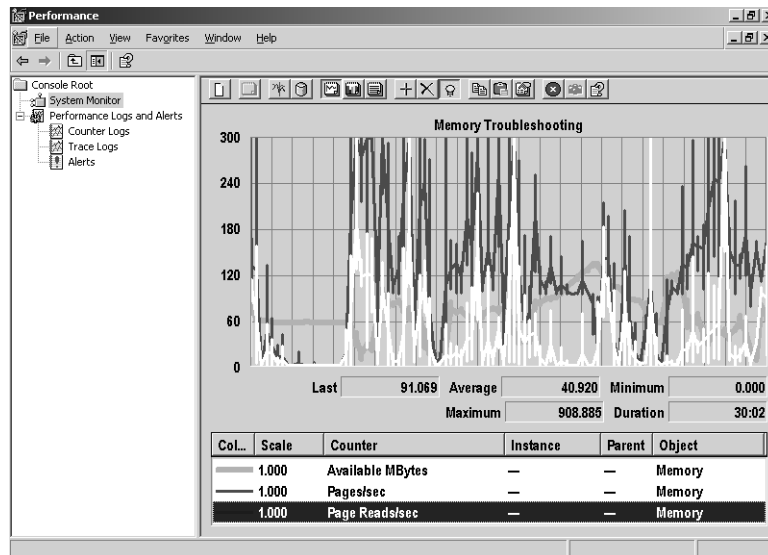 Performance
File Action View Favorites Window Help
Console Root
System Monitor
Performance Logs and Alerts
Counter Logs
Trace Logs
Alerts
Memory Troubleshooting
300
240
180
120
60
0
Last 91.069 Average 40.920 Minimum 0.000
Maximum 908.885 Duration 30:02
Col... Scale Counter Instance Parent Object
1.000 Available MBytes — — Memory
1.000 Pages/sec — — Memory
1.000 Page Reads/sec — — Memory